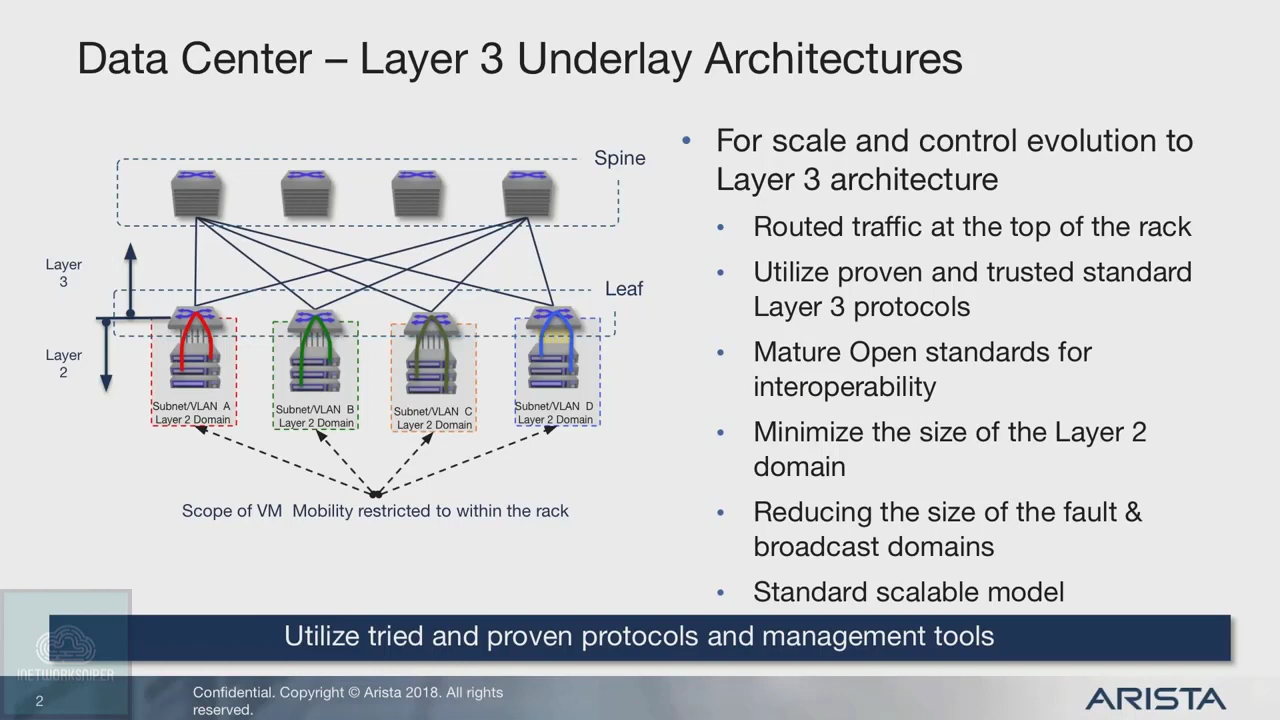 Data Center – Layer 3 Underlay Architectures
Spine
Layer
3
Leaf
Layer
2
Subnet/VLAN A
Layer 2 Domain
Subnet/VLAN B
Layer 2 Domain
Subnet/VLAN C
Layer 2 Domain
Subnet/VLAN D
Layer 2 Domain
Scope of VM Mobility restricted to within the rack
• For scale and control evolution to
Layer 3 architecture
• Routed traffic at the top of the rack
• Utilize proven and trusted standard
Layer 3 protocols
• Mature Open standards for
interoperability
• Minimize the size of the Layer 2
domain
• Reducing the size of the fault &
broadcast domains
• Standard scalable model
Utilize tried and proven protocols and management tools
INETWORKSNIPER
2
Confidential. Copyright © Arista 2018. All rights
reserved.
ARISTA